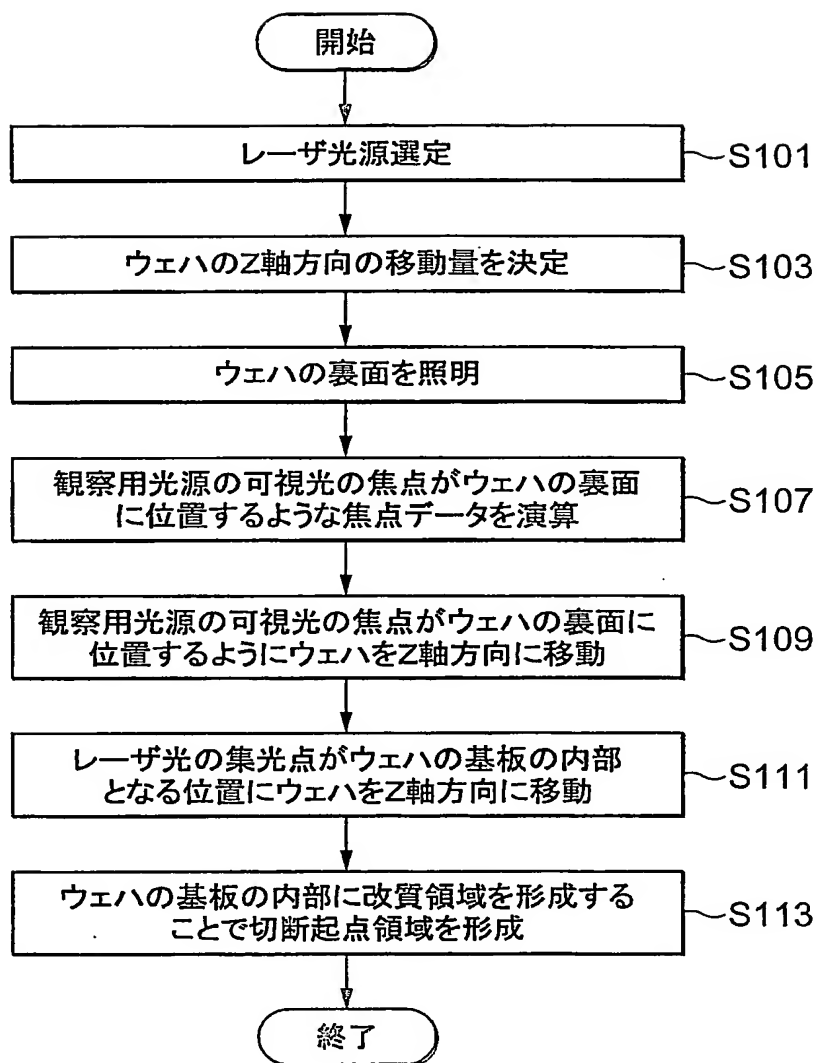 開始
レーザ光源選定
S101
ウェハのZ軸方向の移動量を決定
S103
ウェハの裏面を照明
S105
観察用光源の可視光の焦点がウェハの裏面
に位置するような焦点データを演算
S107
観察用光源の可視光の焦点がウェハの裏面に
位置するようにウェハをZ軸方向に移動
S109
レーザ光の集光点がウェハの基板の内部
となる位置にウェハをZ軸方向に移動
S111
ウェハの基板の内部に改質領域を形成する
ことで切断起点領域を形成
S113
終了